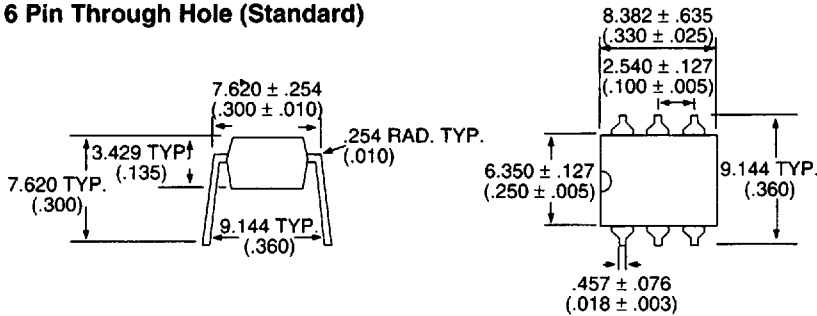 6 Pin Through Hole (Standard)
7.620 ± .254
(.300 ± .010)
.254 RAD. TYP.
(.010)
3.429 TYP.
(.135)
7.620 TYP.
(.300)
9.144 TYP.
(.360)
8.382 ± .635
(.330 ± .025)
2.540 ± .127
(.100 ± .005)
6.350 ± .127
(.250 ± .005)
9.144 TYP.
(.360)
.457 ± .076
(.018 ± .003)